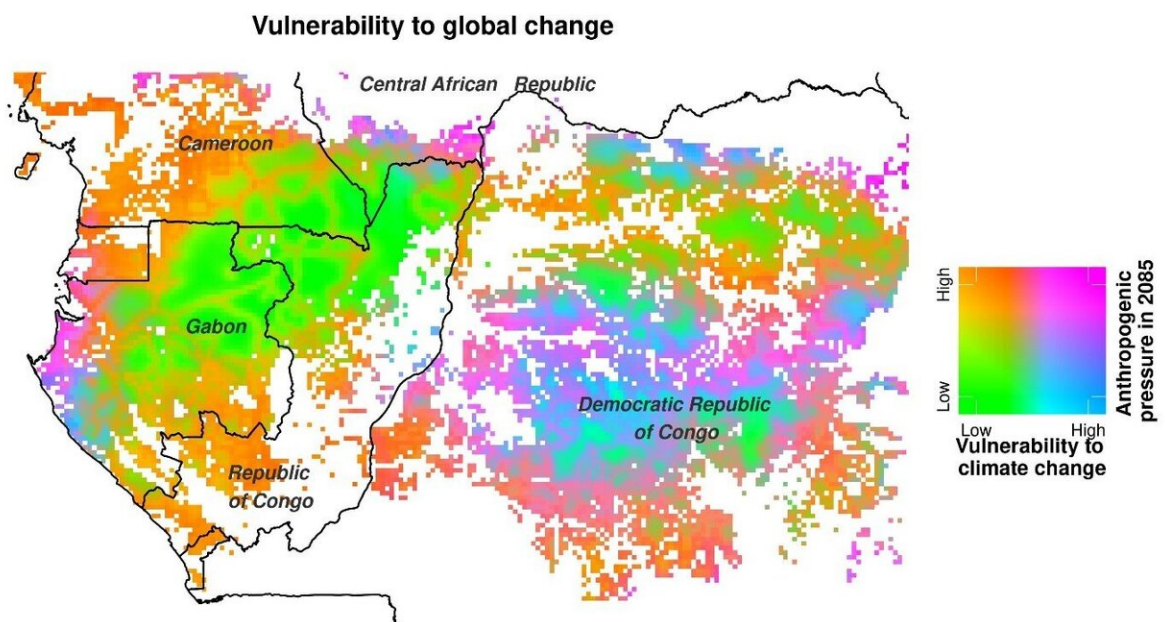 Vulnerability to global change
Central African Republic
Cameroon
Gabon
Democratic Republic
of Congo
Republic
of Congo
High
Low
Low High
Vulnerability to
climate change
Anthropogenic
pressure in 2085